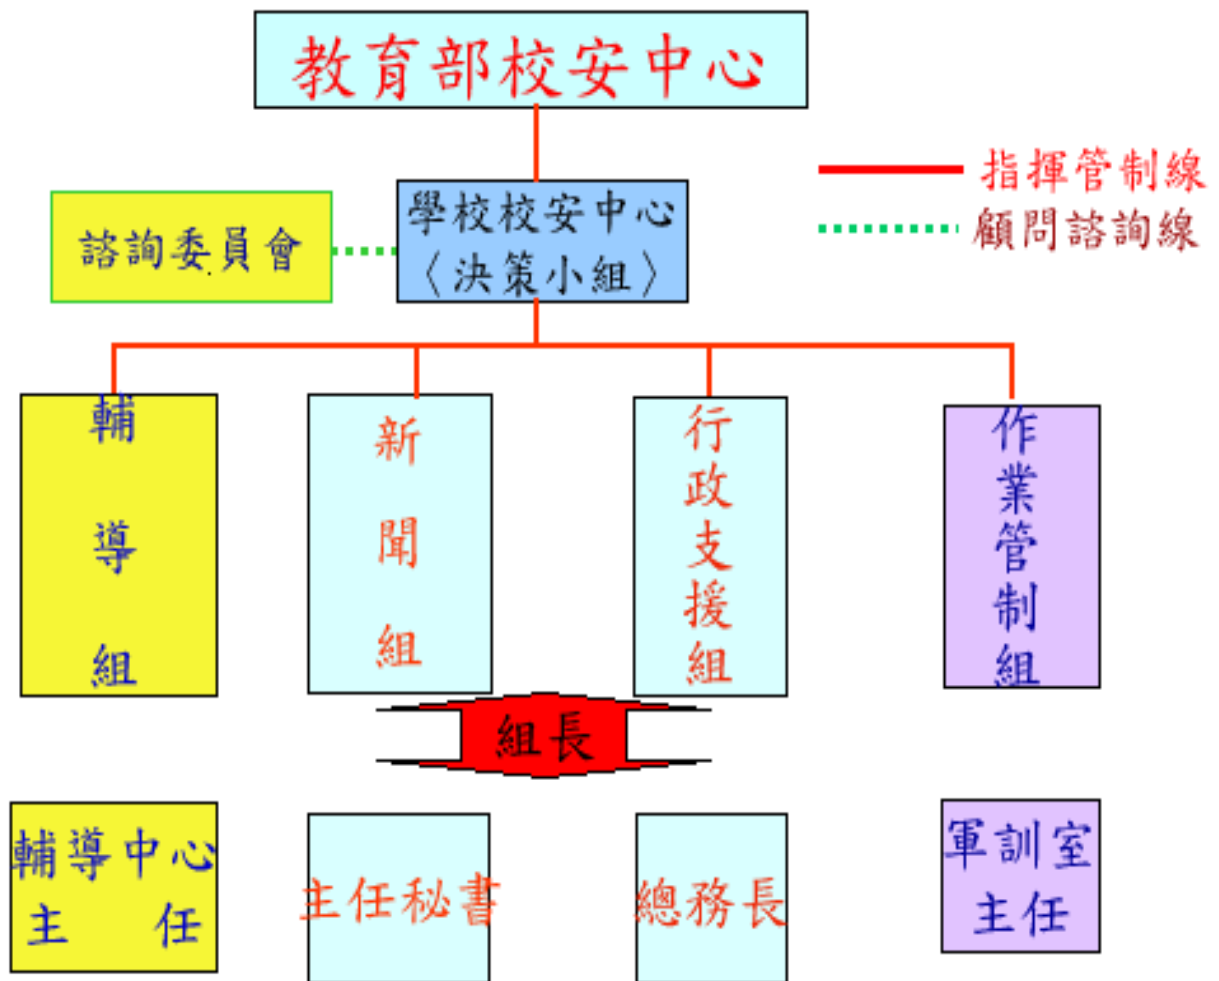 教育部校安中心
指揮管制線
顧問諮詢線
諮詢委員會
學校校安中心
〈決策小組〉
輔導組
新聞組
行政支援組
作業管制組
組長
輔導中心
主 任
主任秘書
總務長
軍訓室
主任